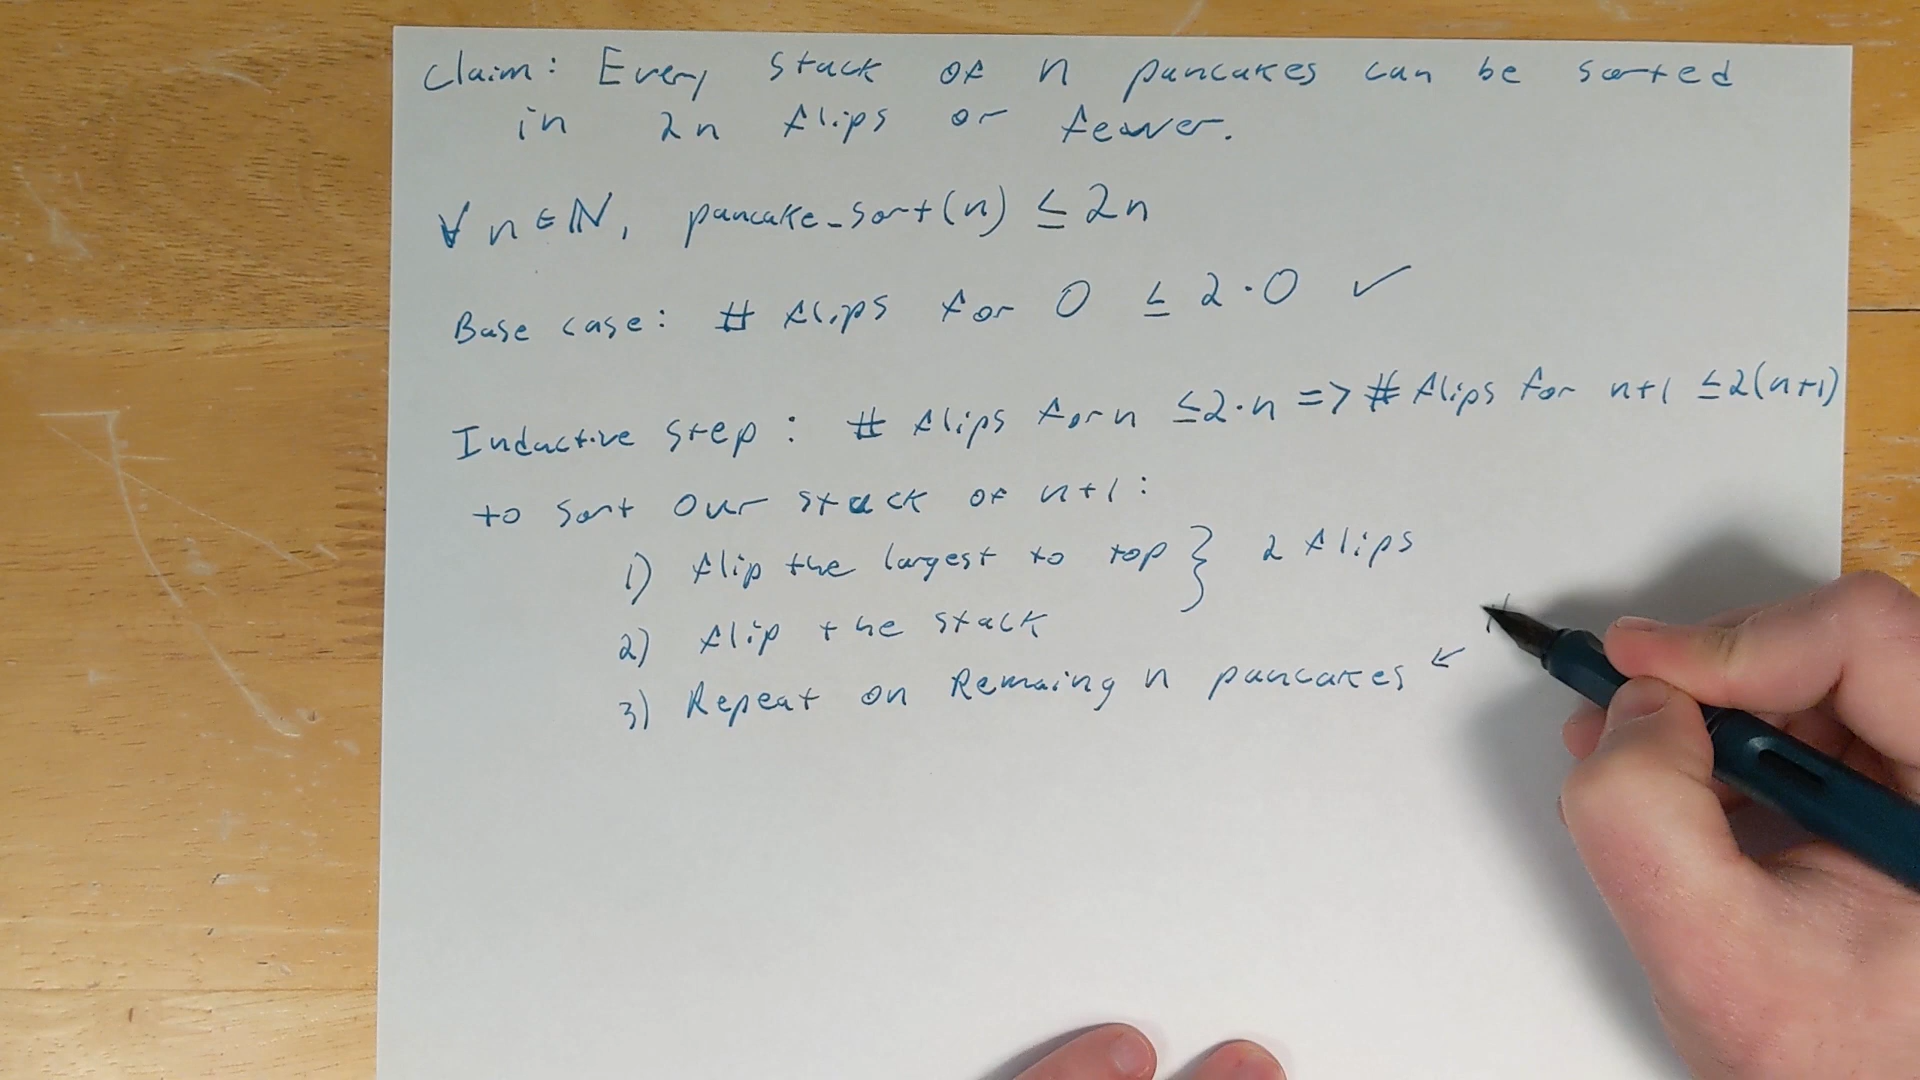 Claim: Every stack of n pancakes can be sorted
in 2n flips or fewer.
∀ n ∈ ℕ, pancake_sort(n) ≤ 2n
Base case: # flips for 0 ≤ 2·0 ✓
Inductive step: # flips for n ≤2·n => # flips for n+1 ≤2(n+1)
to sort our stack of n+1:
1) flip the largest to top } 2 flips
2) flip the stack
3) Repeat on Remaing n pancakes ←